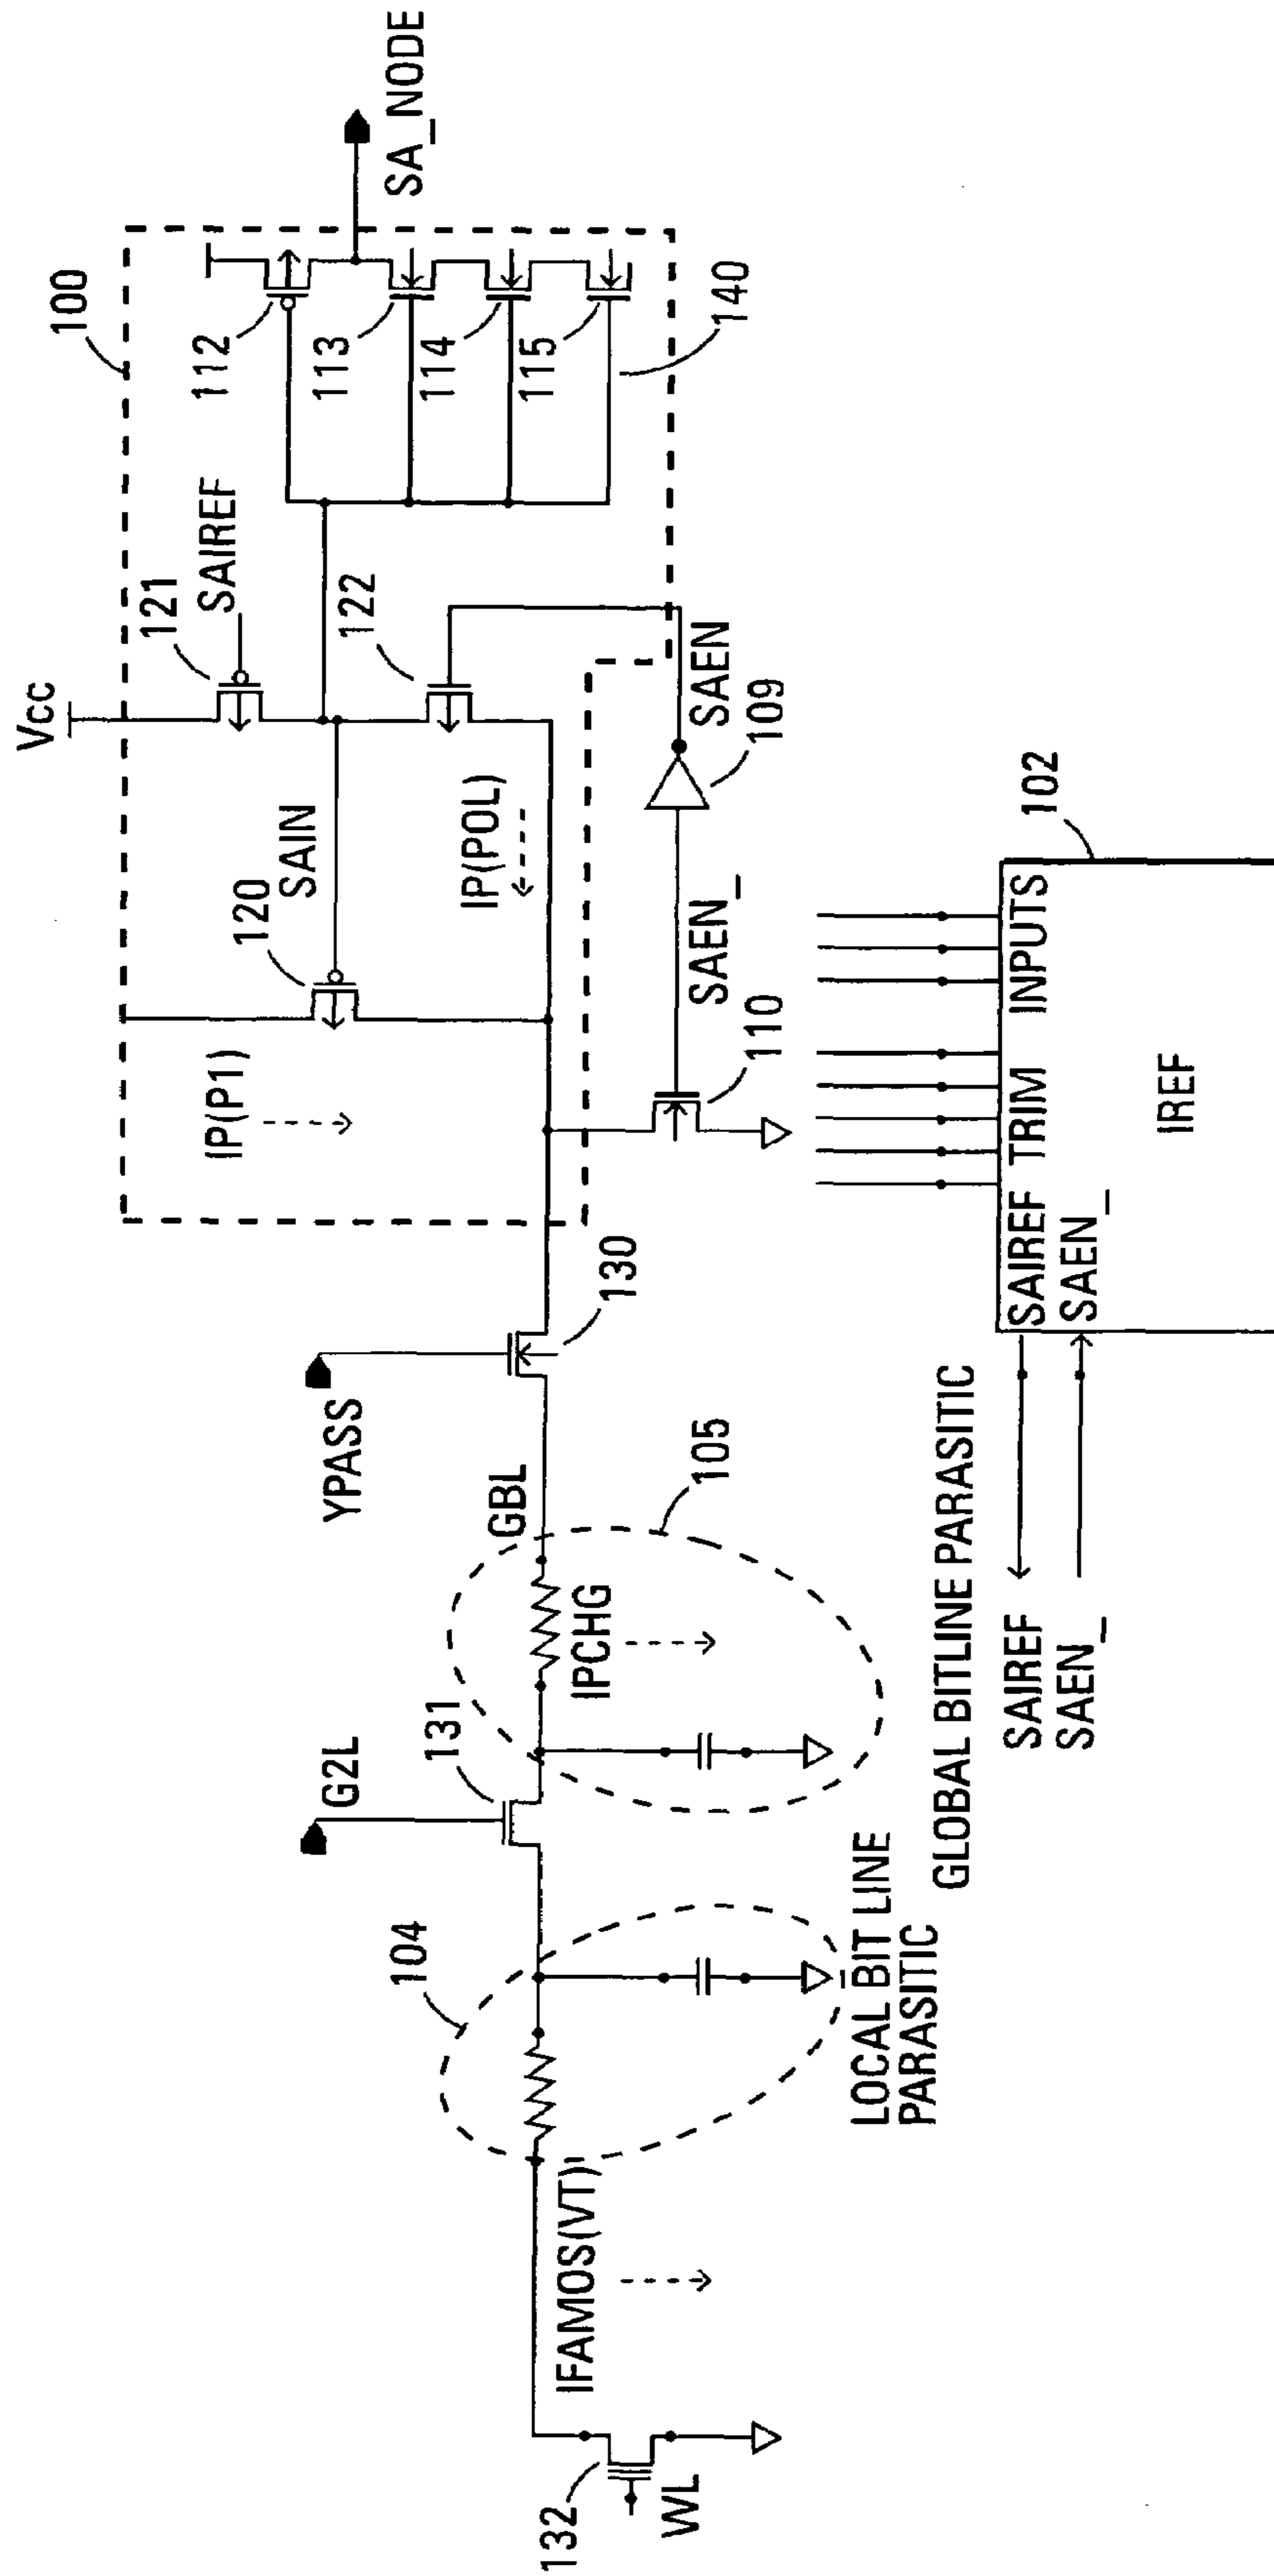 100
Vcc
121
SAIREF
SA_NODE
112
113
114
115
140
120
SAIN
122
IP(P1)
IP(POL)
SAEN
109
SAEN_
110
YPASS
130
GBL
105
G2L
131
IPCHG
104
IFAMOS(VT)
132
WL
LOCAL BIT LINE
PARASITIC
GLOBAL BITLINE PARASITIC
SAIREF
SAEN_
SAIREF
TRIM
INPUTS
SAEN_
IREF
102